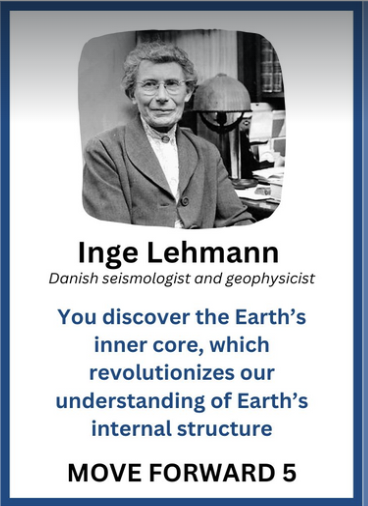 Inge Lehmann
Danish seismologist and geophysicist
You discover the Earth's
inner core, which
revolutionizes our
understanding of Earth's
internal structure
MOVE FORWARD 5